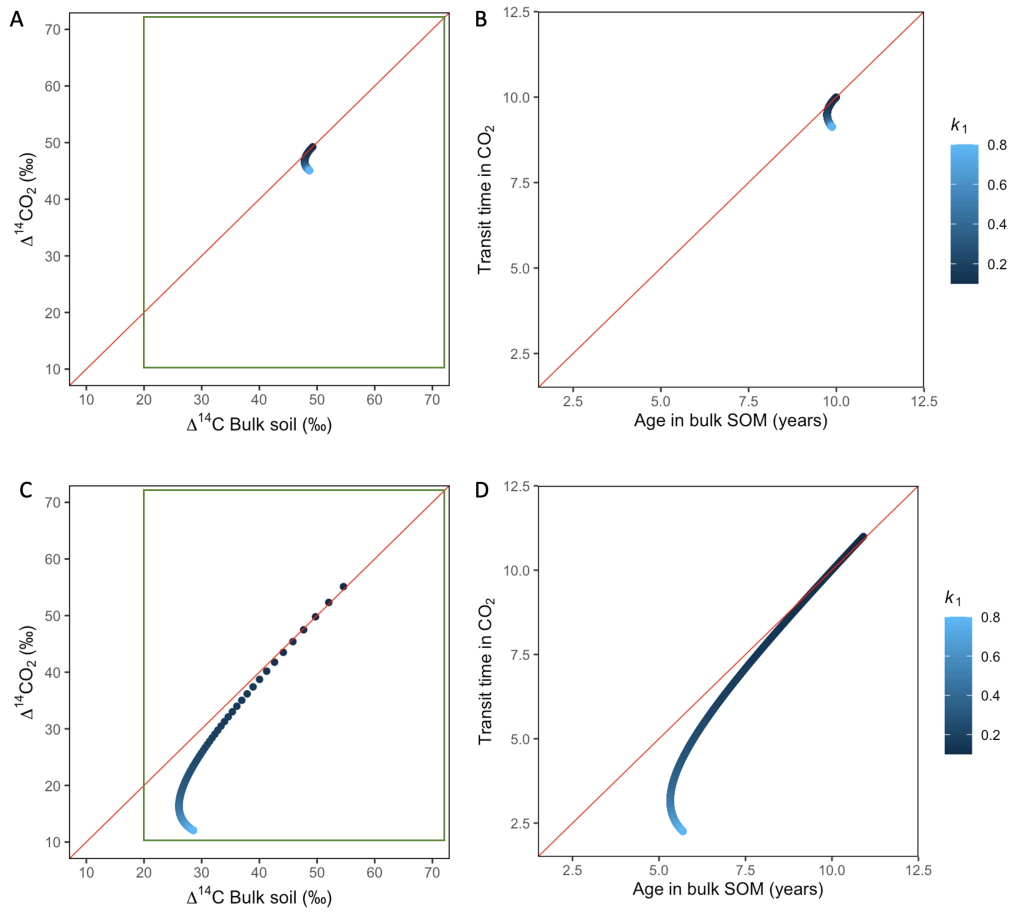 A
Δ¹⁴CO₂ (‰)
70
60
50
40
30
20
10
10 20 30 40 50 60 70
Δ¹⁴C Bulk soil (‰)
B
Transit time in CO₂
12.5
10.0
7.5
5.0
2.5
2.5 5.0 7.5 10.0 12.5
Age in bulk SOM (years)
k₁
0.8
0.6
0.4
0.2
C
Δ¹⁴CO₂ (‰)
70
60
50
40
30
20
10
10 20 30 40 50 60 70
Δ¹⁴C Bulk soil (‰)
D
Transit time in CO₂
12.5
10.0
7.5
5.0
2.5
2.5 5.0 7.5 10.0 12.5
Age in bulk SOM (years)
k₁
0.8
0.6
0.4
0.2